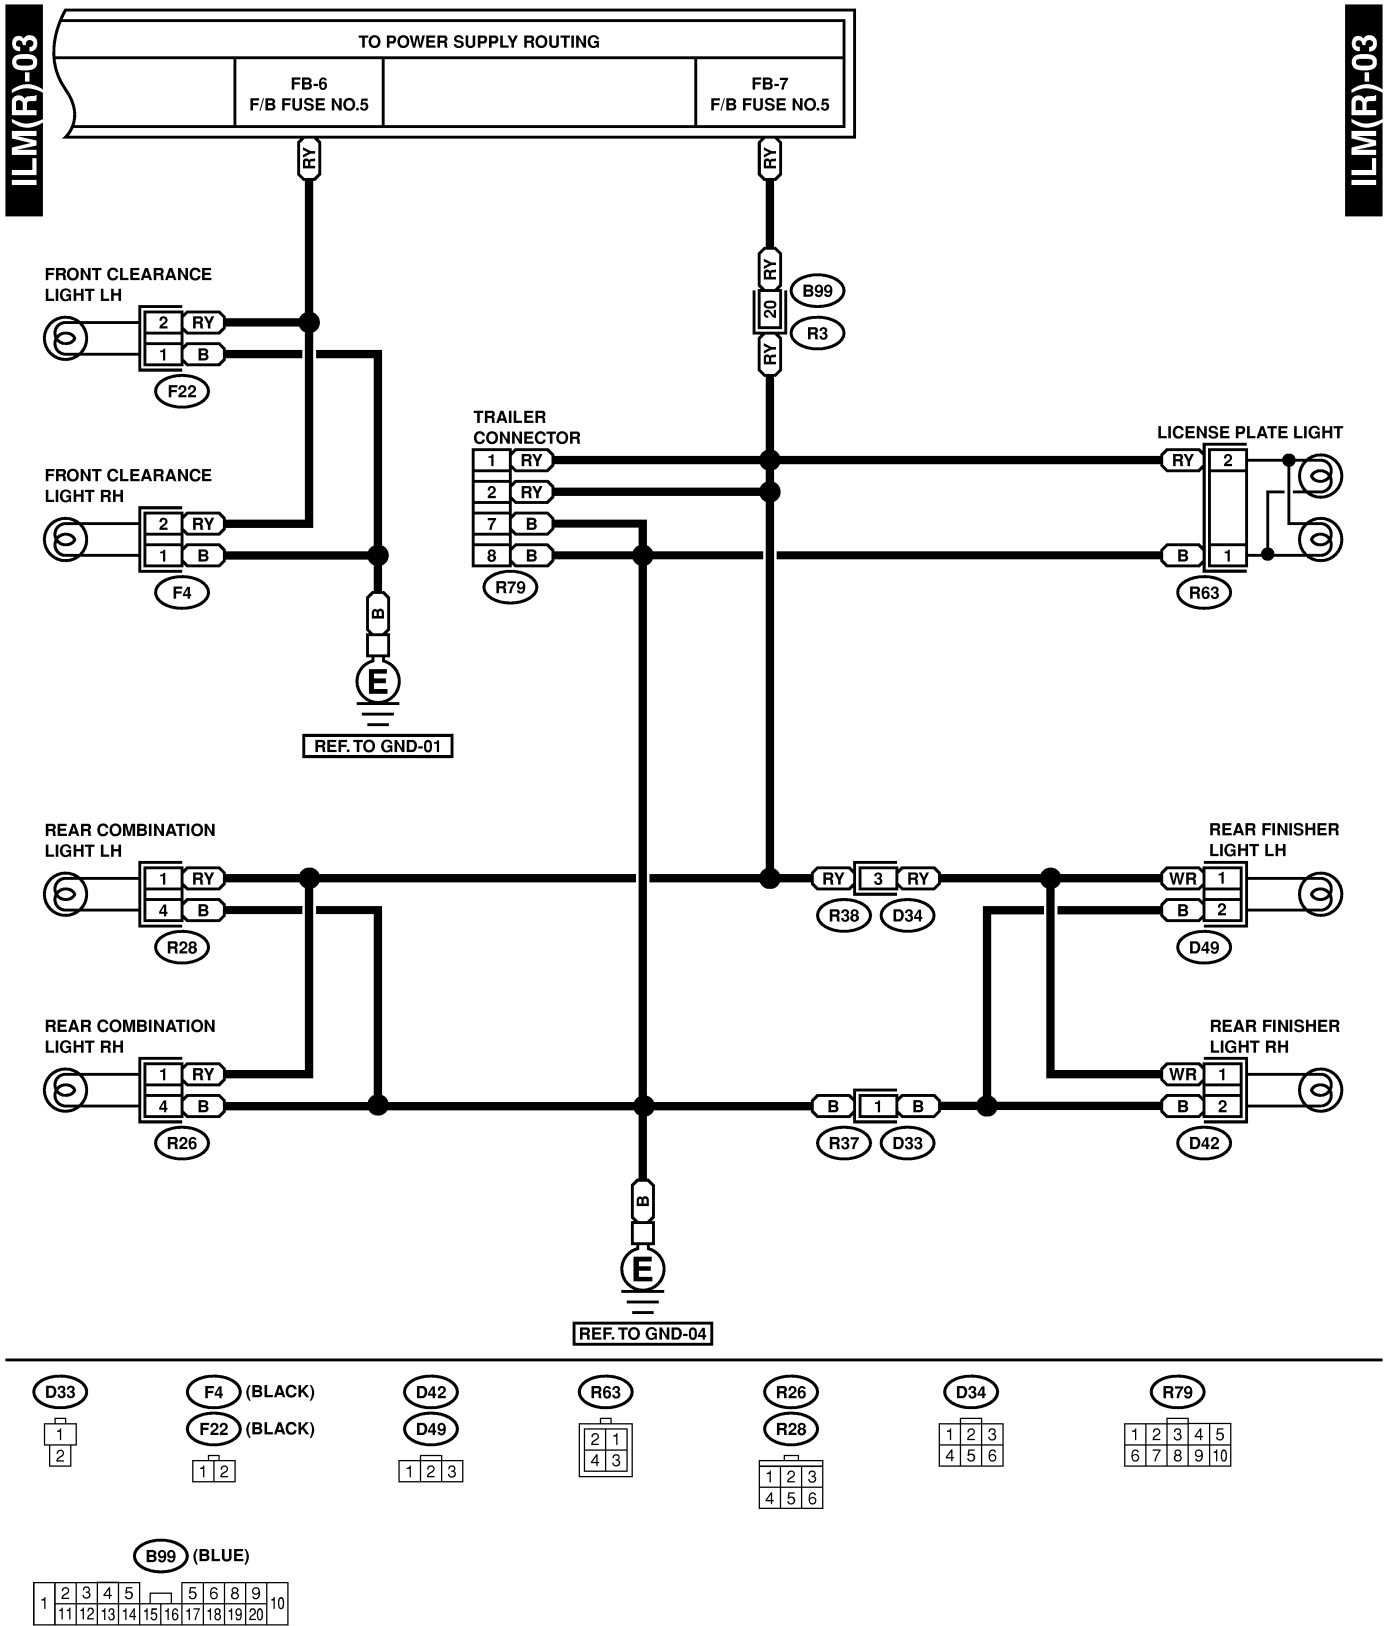 ILM(R)-03
ILM(R)-03
TO POWER SUPPLY ROUTING
FB-6
F/B FUSE NO.5
FB-7
F/B FUSE NO.5
RY
RY
RY
20
B99
R3
RY
FRONT CLEARANCE
LIGHT LH
2 RY
1 B
F22
FRONT CLEARANCE
LIGHT RH
2 RY
1 B
F4
B
E
REF. TO GND-01
TRAILER
CONNECTOR
1 RY
2 RY
7 B
8 B
R79
LICENSE PLATE LIGHT
RY 2
B 1
R63
REAR COMBINATION
LIGHT LH
1 RY
4 B
R28
RY 3 RY
R38 D34
REAR FINISHER
LIGHT LH
WR 1
B 2
D49
REAR COMBINATION
LIGHT RH
1 RY
4 B
R26
B 1 B
R37 D33
REAR FINISHER
LIGHT RH
WR 1
B 2
D42
B
E
REF. TO GND-04
D33
1
2
F4 (BLACK)
F22 (BLACK)
1 2
D42
D49
1 2 3
R63
2 1
4 3
R26
R28
1 2 3
4 5 6
D34
1 2 3
4 5 6
R79
1 2 3 4 5
6 7 8 9 10
B99 (BLUE)
1 2 3 4 5 5 6 8 9 10
11 12 13 14 15 16 17 18 19 20